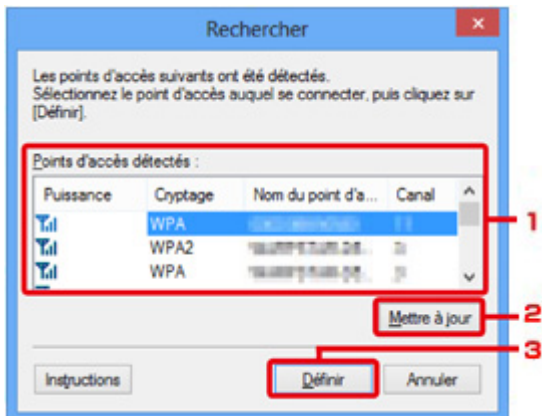 Rechercher
Les points d'accès suivants ont été détectés.
Sélectionnez le point d'accès auquel se connecter, puis cliquez sur
[Définir].
Points d'accès détectés :
Puissance Cryptage Nom du point d'a... Canal
WPA
WPA2
WPA
1
Mettre à jour
2
3
Instructions Définir Annuler